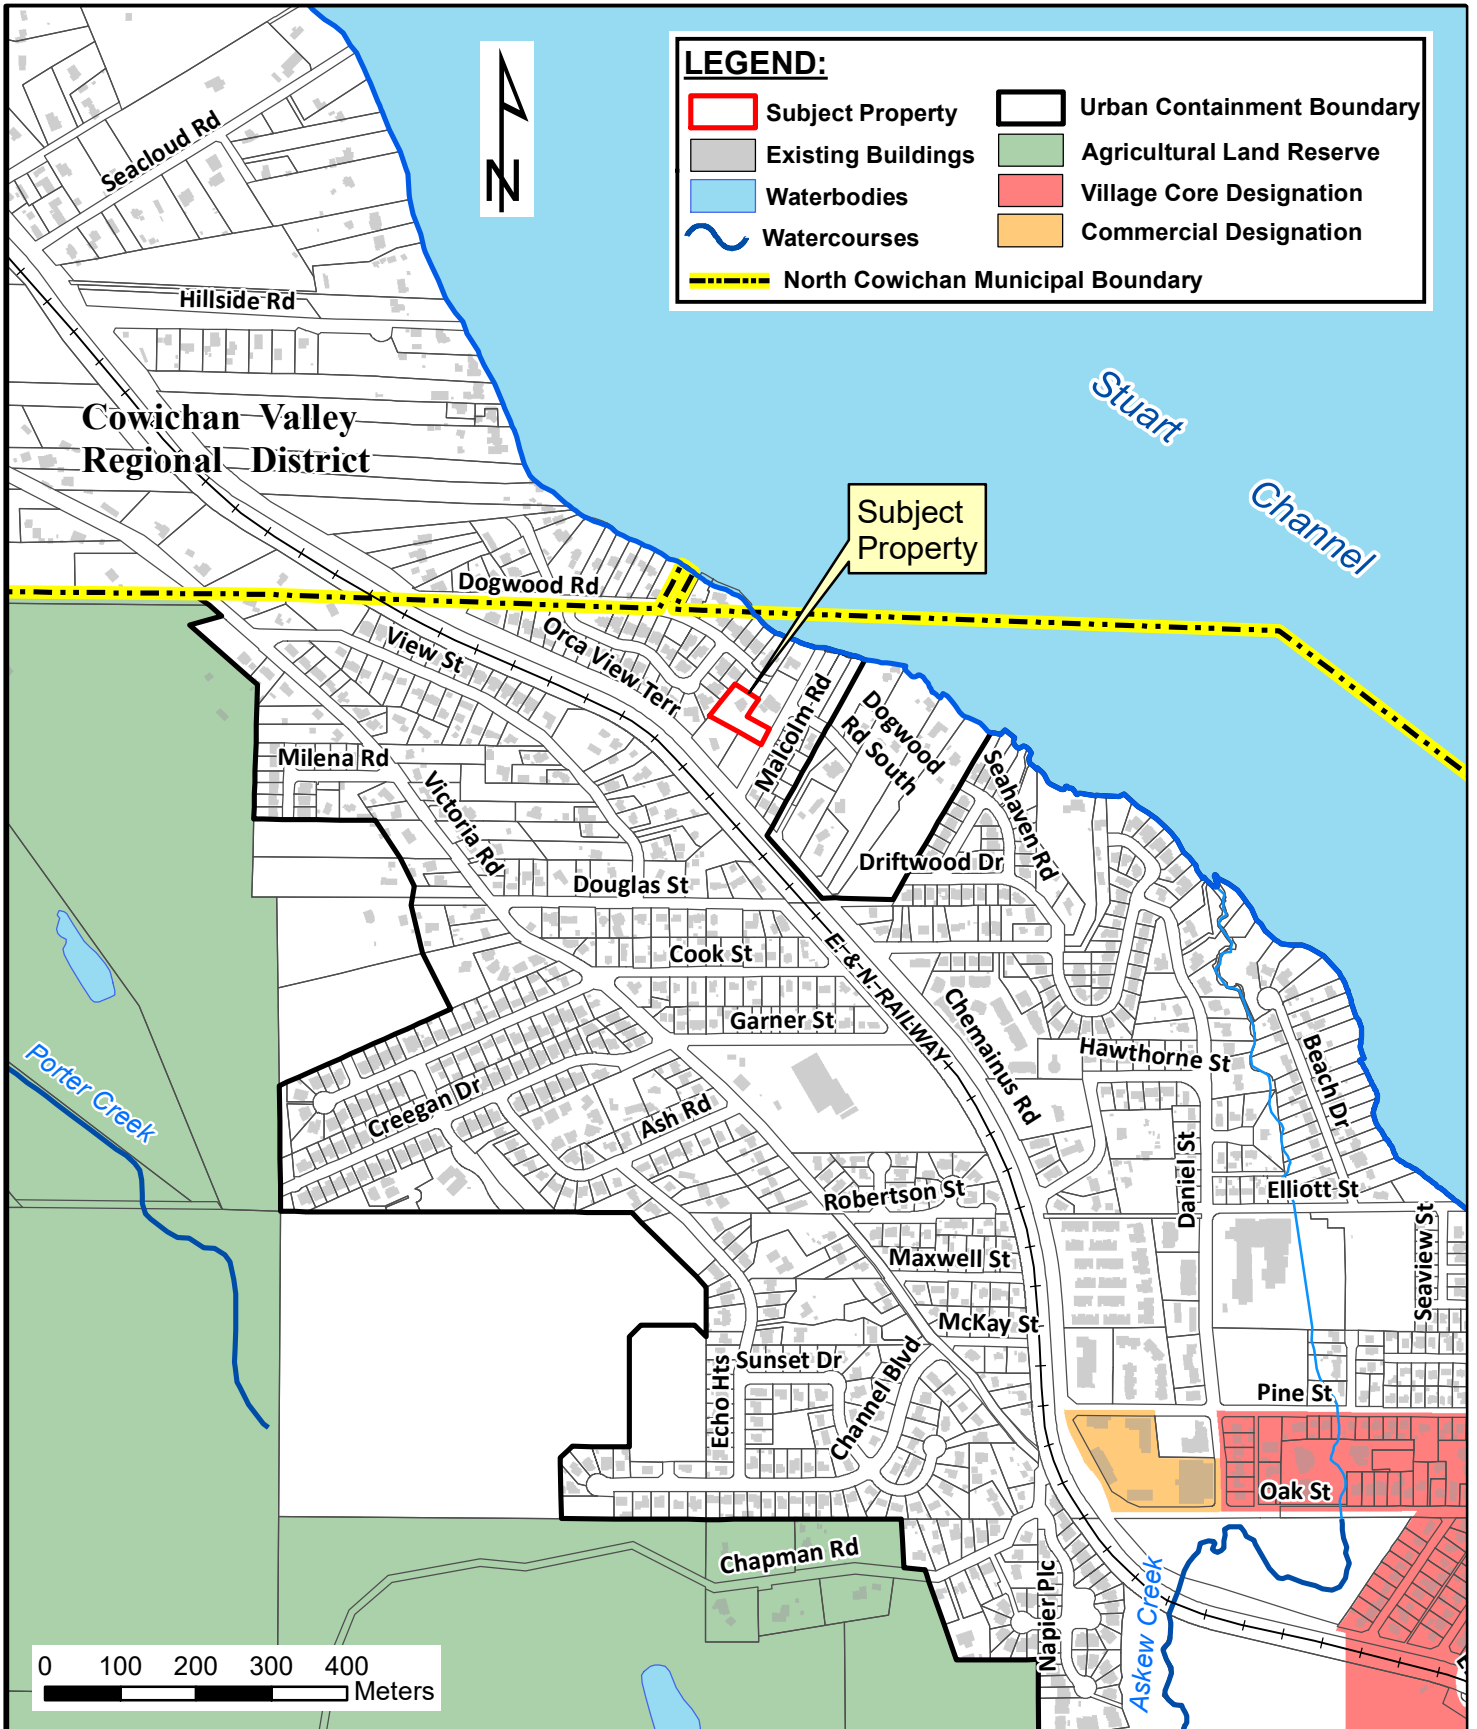 LEGEND:
Subject Property
Urban Containment Boundary
Existing Buildings
Agricultural Land Reserve
Waterbodies
Village Core Designation
Watercourses
Commercial Designation
North Cowichan Municipal Boundary
N
Seacloud Rd
Hillside Rd
Cowichan Valley
Regional District
Stuart
Channel
Subject
Property
Dogwood Rd
View St
Orca View Terr
Malcolm Rd
Dogwood
Rd South
Milena Rd
Victoria Rd
Seahaven Rd
Driftwood Dr
Douglas St
Cook St
E. & N. RAILWAY
Garner St
Chemainus Rd
Hawthorne St
Beach Dr
Porter Creek
Creegan Dr
Ash Rd
Daniel St
Robertson St
Elliott St
Maxwell St
Seaview St
McKay St
Sunset Dr
Echo Hts
Channel Blvd
Pine St
Oak St
Chapman Rd
Napier Plc
Askew Creek
0 100 200 300 400
Meters